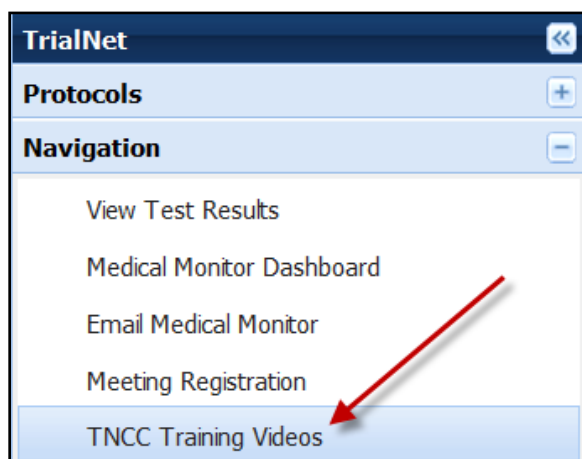 TrialNet
Protocols
Navigation
View Test Results
Medical Monitor Dashboard
Email Medical Monitor
Meeting Registration
TNCC Training Videos